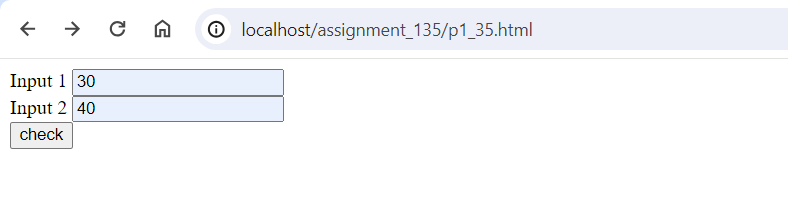 localhost/assignment_135/p1_35.html
Input 1 30
Input 2 40
check